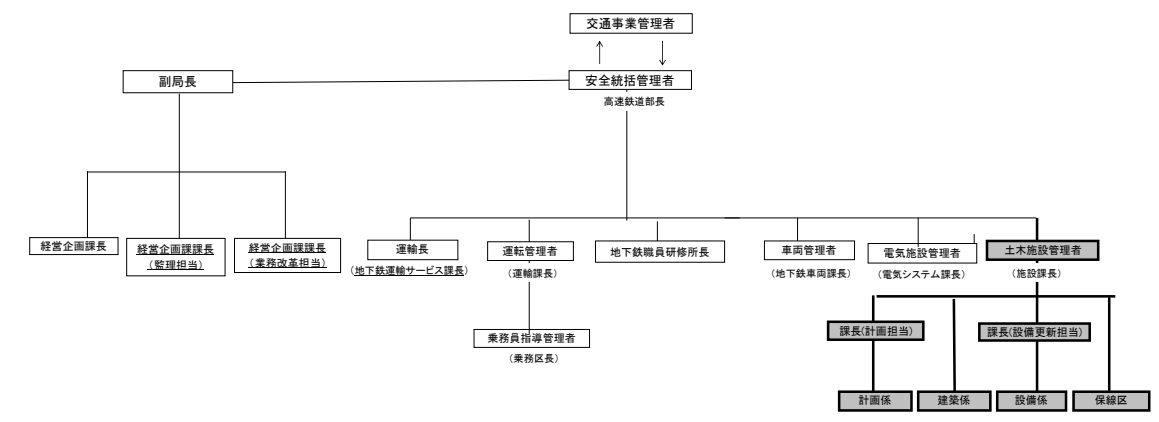 交通事業管理者
副局長
安全統括管理者
高速鉄道部長
経営企画課長
経営企画課課長
（監理担当）
経営企画課課長
（業務改革担当）
運輸長
（地下鉄運輸サービス課長）
運転管理者
（運輸課長）
地下鉄職員研修所長
車両管理者
（地下鉄車両課長）
電気施設管理者
（電気システム課長）
土木施設管理者
（施設課長）
乗務員指導管理者
（乗務区長）
課長(計画担当)
課長(設備更新担当)
計画係
建築係
設備係
保線区